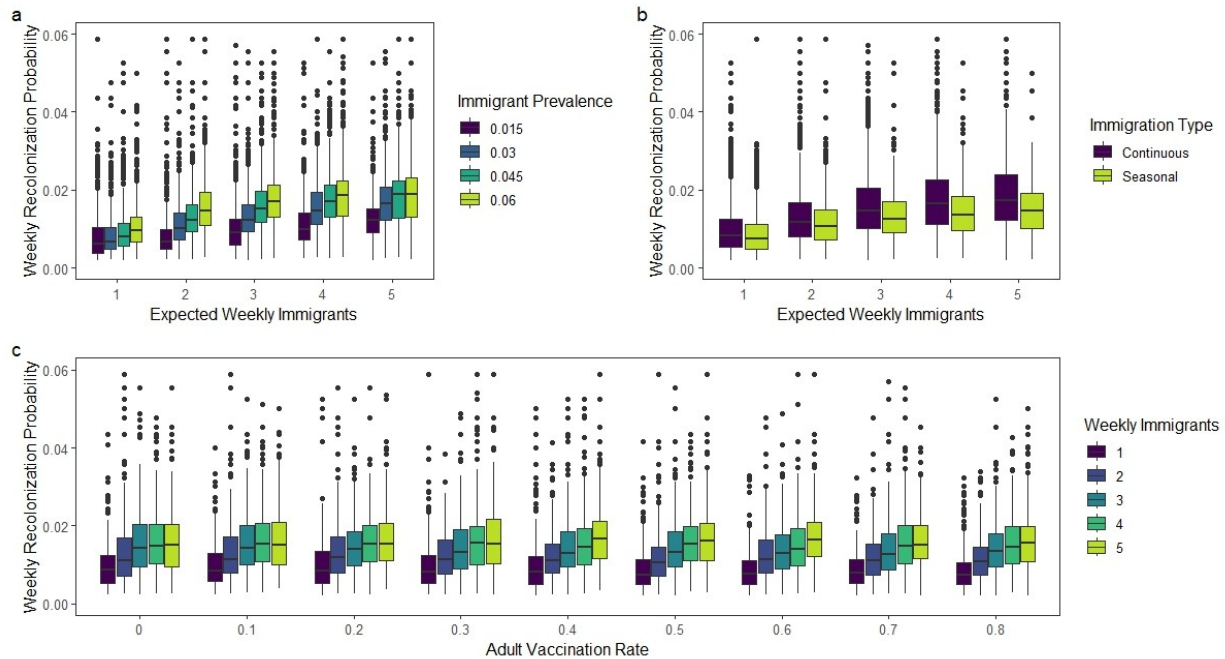 a
Weekly Recolonization Probability
0.06
0.04
0.02
0.00
1 2 3 4 5
Expected Weekly Immigrants
Immigrant Prevalence
0.015
0.03
0.045
0.06
b
Weekly Recolonization Probability
0.06
0.04
0.02
0.00
1 2 3 4 5
Expected Weekly Immigrants
Immigration Type
Continuous
Seasonal
c
Weekly Recolonization Probability
0.06
0.04
0.02
0.00
0 0.1 0.2 0.3 0.4 0.5 0.6 0.7 0.8
Adult Vaccination Rate
Weekly Immigrants
1
2
3
4
5